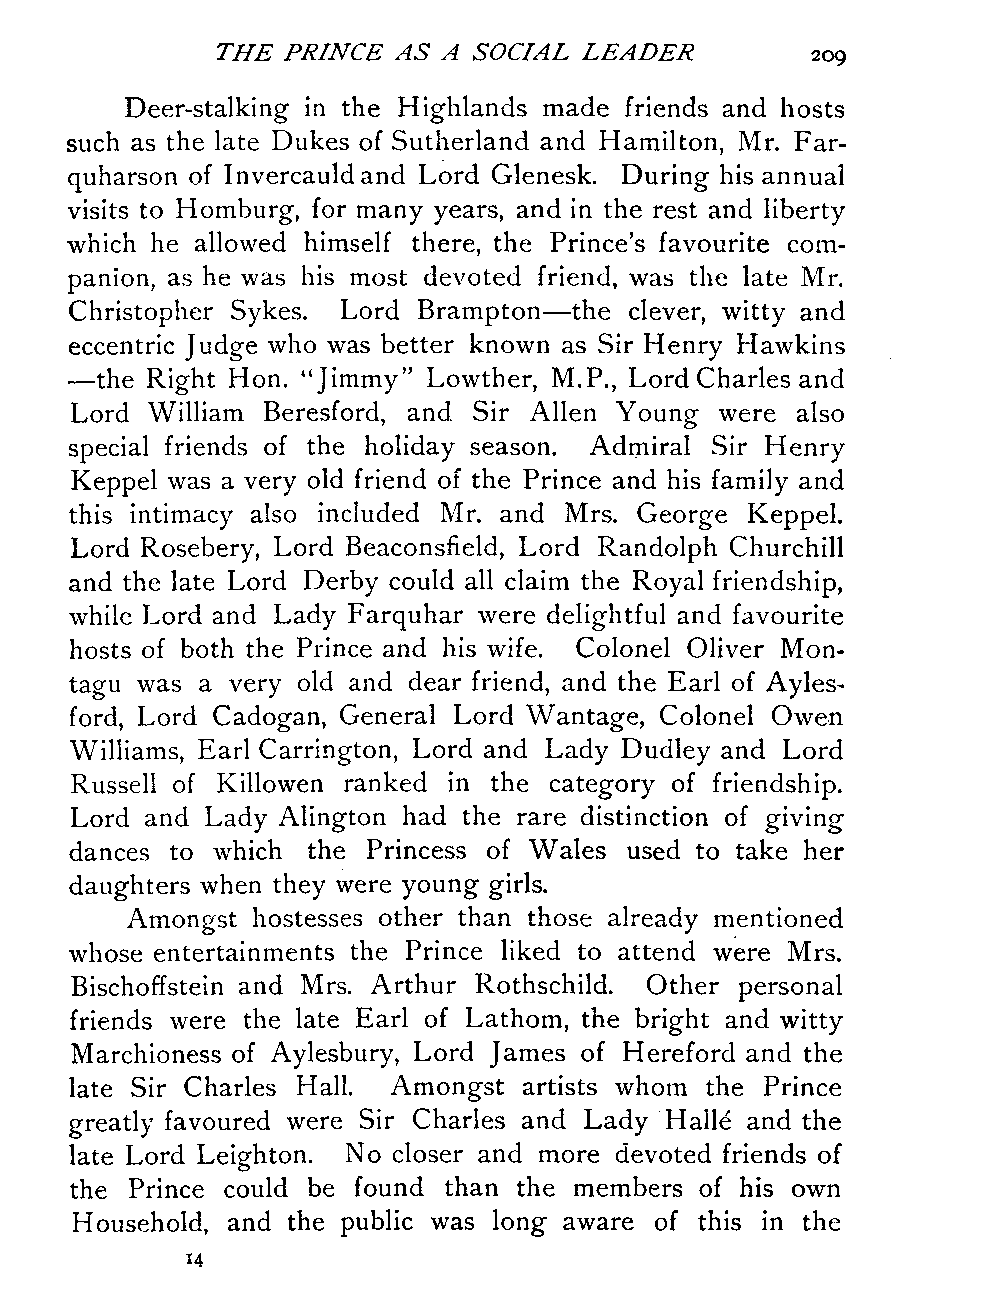 THE PRINCE AS A SOCIAL LEADER 209
Deer-stalking in the Highlands made friends and hosts
such as the late Dukes of Sutherland and Hamilton, Mr. Far-
quharson of Invercauld and Lord Glenesk. During his annual
visits to Homburg, for many years, and in the rest and liberty
which he allowed himself there, the Prince's favourite com-
panion, as he was his most devoted friend, was the late Mr.
Christopher Sykes. Lord Brampton—the clever, witty and
eccentric Judge who was better known as Sir Henry Hawkins
—the Right Hon. "Jimmy" Lowther, M.P., Lord Charles and
Lord William Beresford, and Sir Allen Young were also
special friends of the holiday season. Admiral Sir Henry
Keppel was a very old friend of the Prince and his family and
this intimacy also included Mr. and Mrs. George Keppel.
Lord Rosebery, Lord Beaconsfield, Lord Randolph Churchill
and the late Lord Derby could all claim the Royal friendship,
while Lord and Lady Farquhar were delightful and favourite
hosts of both the Prince and his wife. Colonel Oliver Mon-
tagu was a very old and dear friend, and the Earl of Ayles-
ford, Lord Cadogan, General Lord Wantage, Colonel Owen
Williams, Earl Carrington, Lord and Lady Dudley and Lord
Russell of Killowen ranked in the category of friendship.
Lord and Lady Alington had the rare distinction of giving
dances to which the Princess of Wales used to take her
daughters when they were young girls.
Amongst hostesses other than those already mentioned
whose entertainments the Prince liked to attend were Mrs.
Bischoffstein and Mrs. Arthur Rothschild. Other personal
friends were the late Earl of Lathom, the bright and witty
Marchioness of Aylesbury, Lord James of Hereford and the
late Sir Charles Hall. Amongst artists whom the Prince
greatly favoured were Sir Charles and Lady Hallé and the
late Lord Leighton. No closer and more devoted friends of
the Prince could be found than the members of his own
Household, and the public was long aware of this in the
14